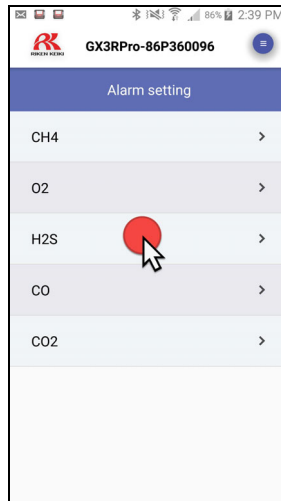 86% 2:39 PM
RIKEN KEIKI
GX3RPro-86P360096
Alarm setting
CH4
O2
H2S
CO
CO2